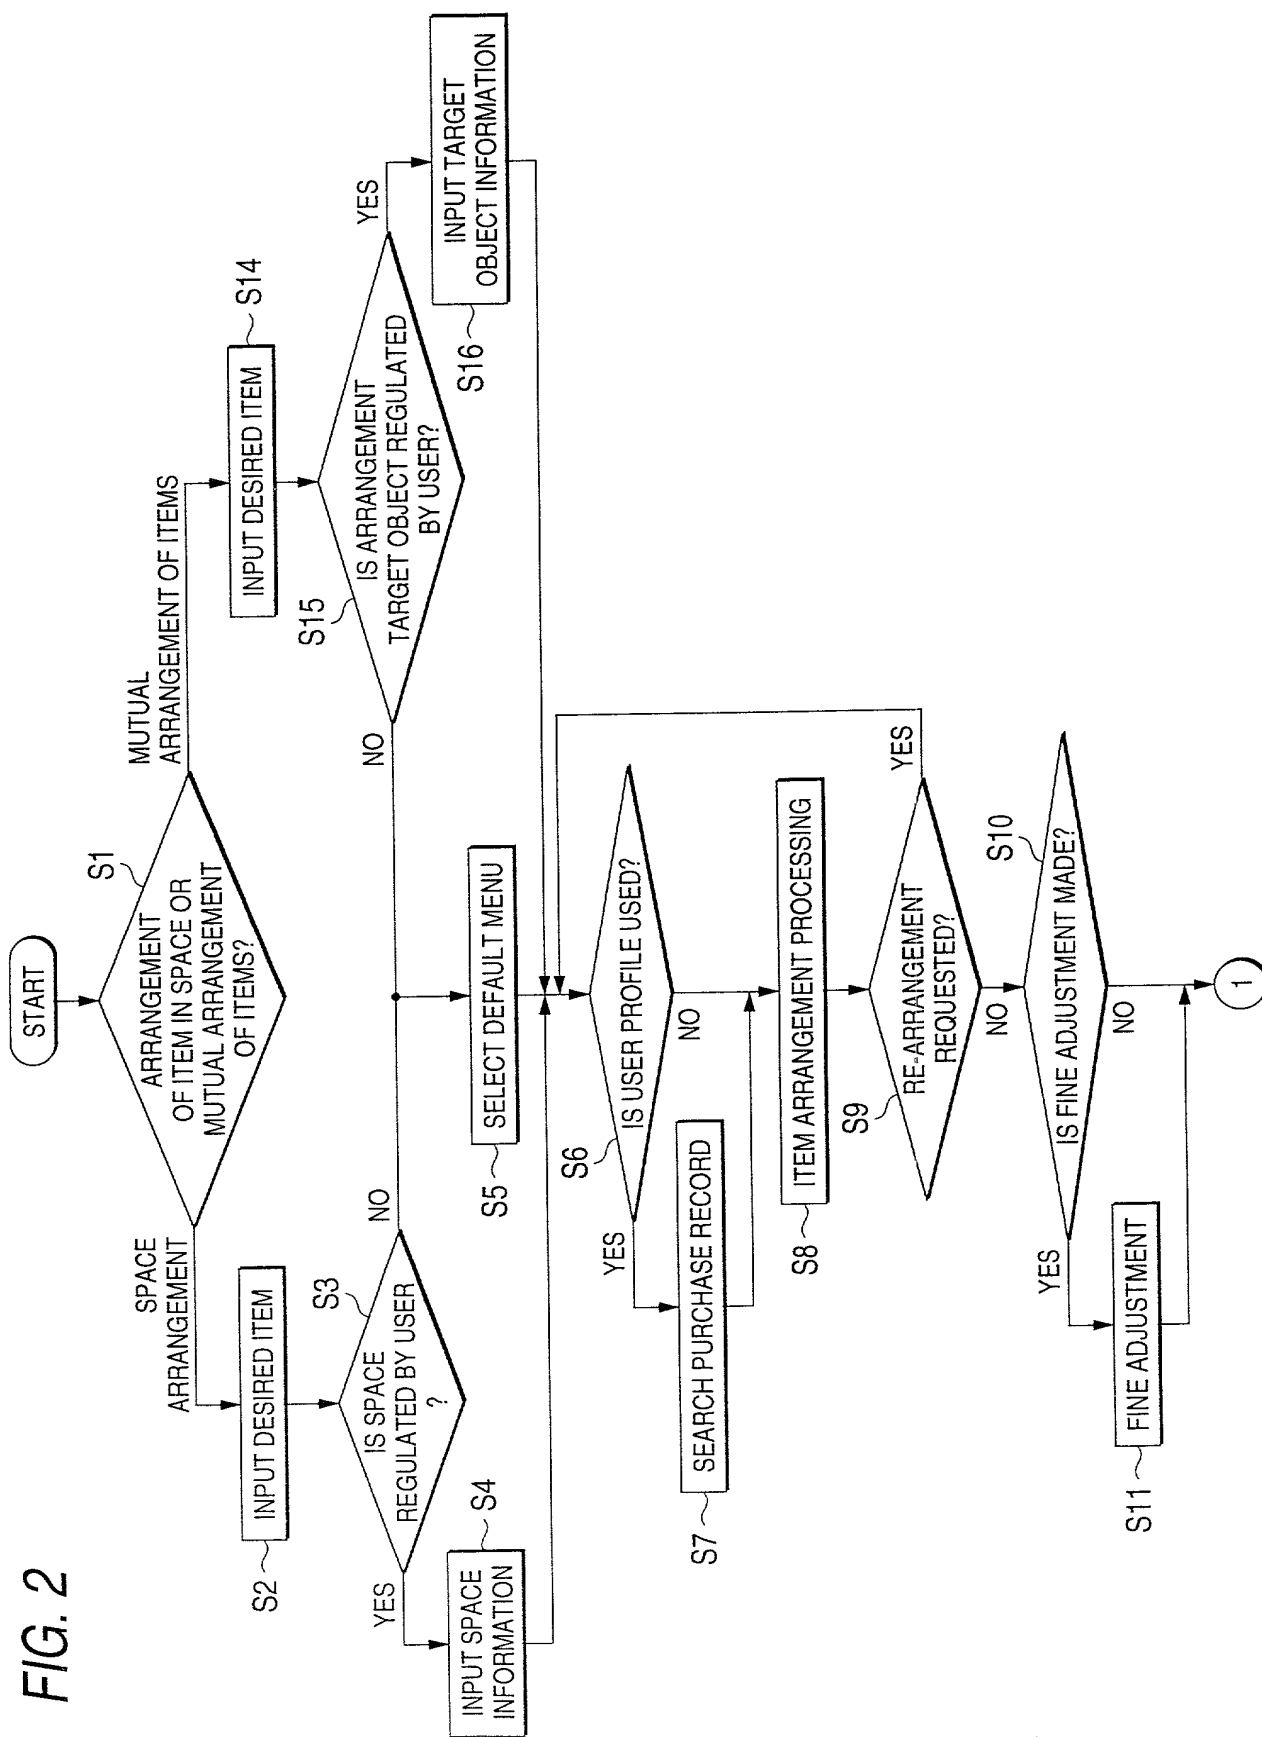 FIG. 2
START
S1
ARRANGEMENT
OF ITEM IN SPACE OR
MUTUAL ARRANGEMENT
OF ITEMS?
SPACE
ARRANGEMENT
MUTUAL
ARRANGEMENT OF ITEMS
S2
INPUT DESIRED ITEM
INPUT DESIRED ITEM
S14
S3
IS SPACE
REGULATED BY USER
?
YES
NO
S15
IS ARRANGEMENT
TARGET OBJECT REGULATED
BY USER?
NO
YES
INPUT SPACE
INFORMATION
S4
S5
SELECT DEFAULT MENU
S16
INPUT TARGET
OBJECT INFORMATION
S6
IS USER PROFILE USED?
YES
NO
S7
SEARCH PURCHASE RECORD
S8
ITEM ARRANGEMENT PROCESSING
S9
RE-ARRANGEMENT
REQUESTED?
YES
NO
S10
IS FINE ADJUSTMENT MADE?
YES
NO
S11
FINE ADJUSTMENT
1